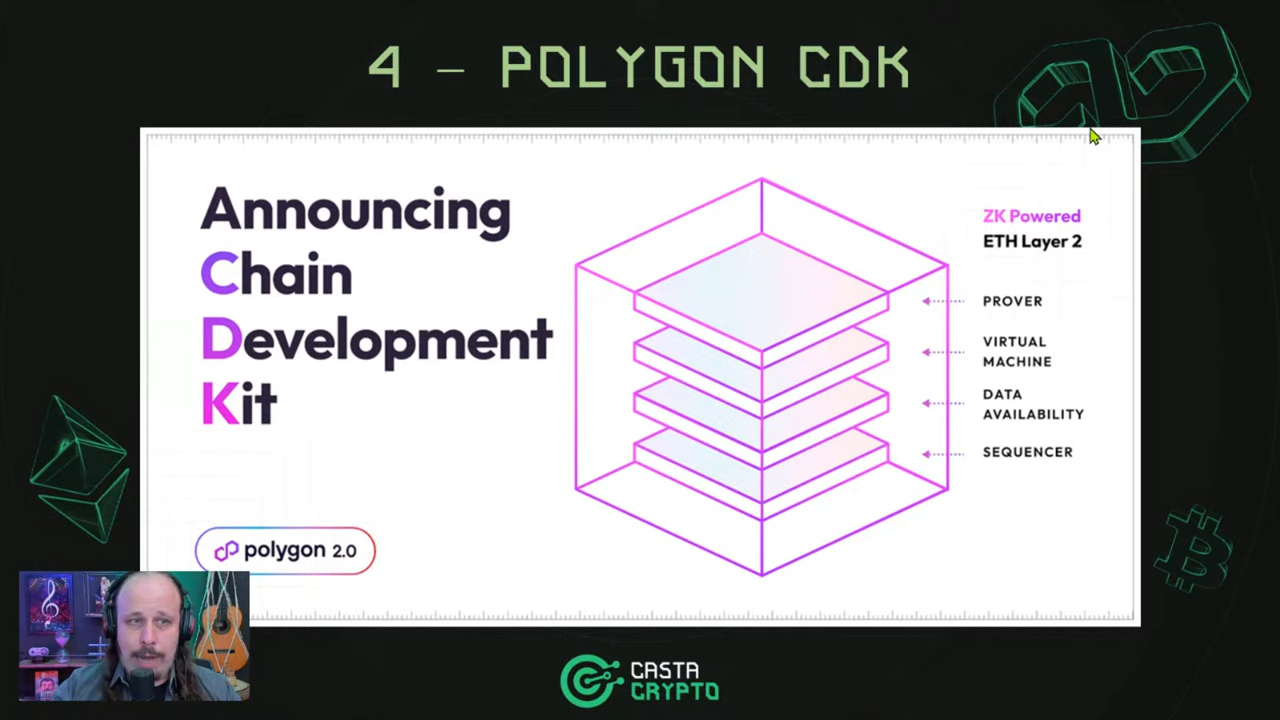 4 - POLYGON CDK
Announcing
Chain
Development
Kit
polygon 2.0
ZK Powered
ETH Layer 2
PROVER
VIRTUAL
MACHINE
DATA
AVAILABILITY
SEQUENCER
CASTA
CRYPTO